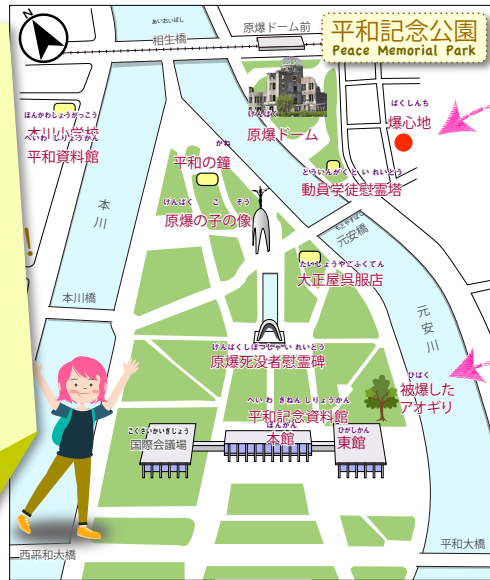 平和記念公園
Peace Memorial Park
N
あいおいばし
相生橋
原爆ドーム前
げんばく
原爆ドーム
ばくしんち
爆心地
ほんかわしょうがっこう
本川小学校
へいわしりょうかん
平和資料館
かね
平和の鐘
どういんがくといれいとう
動員学徒慰霊塔
げんばく こ ぞう
原爆の子の像
本川
元安橋
たいしょうやごふくてん
大正屋呉服店
本川橋
元安川
げんばくしぼつしゃいれいひ
原爆死没者慰霊碑
ひばく
被爆した
アオギリ
へいわきねんしりょうかん
平和記念資料館
ほんかん
本館
ひがしかん
東館
こくさいかいぎじょう
国際会議場
西平和大橋
平和大橋